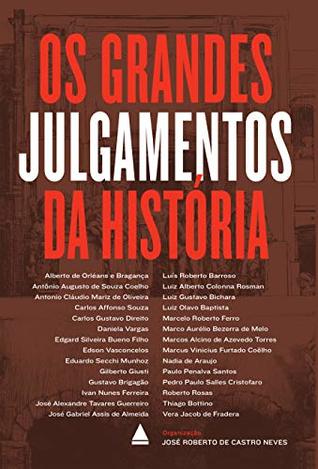 OS GRANDES
JULGAMENTOS
DA HISTÓRIA
Alberto de Orléans e Bragança
Antônio Augusto de Souza Coelho
Antonio Cláudio Mariz de Oliveira
Carlos Affonso Souza
Carlos Gustavo Direito
Daniela Vargas
Edgard Silveira Bueno Filho
Edson Vasconcelos
Eduardo Secchi Munhoz
Gilberto Giusti
Gustavo Brigagão
Ivan Nunes Ferreira
José Alexandre Tavares Guerreiro
José Gabriel Assis de Almeida
Luís Roberto Barroso
Luiz Alberto Colonna Rosman
Luiz Gustavo Bichara
Luiz Olavo Baptista
Marcelo Roberto Ferro
Marco Aurélio Bezerra de Melo
Marcos Alcino de Azevedo Torres
Marcus Vinicius Furtado Coêlho
Nadia de Araujo
Paulo Penalva Santos
Pedro Paulo Salles Cristofaro
Roberto Rosas
Thiago Bottino
Vera Jacob de Fradera
Organização
JOSÉ ROBERTO DE CASTRO NEVES